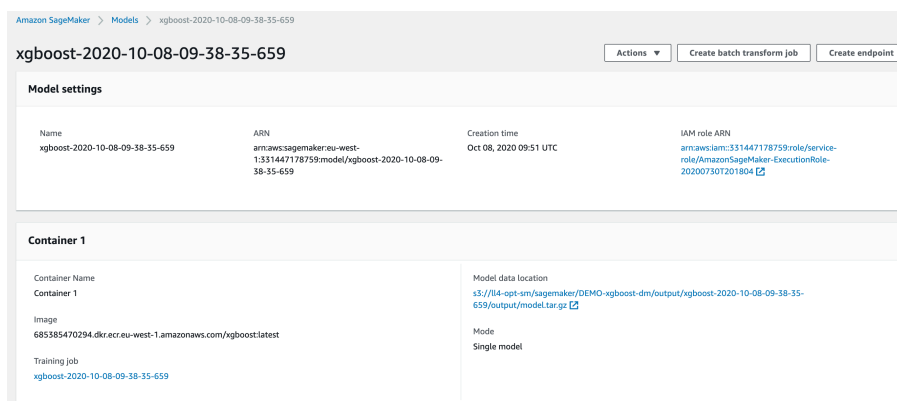 Amazon SageMaker > Models > xgboost-2020-10-08-09-38-35-659
xgboost-2020-10-08-09-38-35-659
Actions ▼
Create batch transform job
Create endpoint
Model settings
Name
xgboost-2020-10-08-09-38-35-659
ARN
arn:aws:sagemaker:eu-west-
1:331447178759:model/xgboost-2020-10-08-09-
38-35-659
Creation time
Oct 08, 2020 09:51 UTC
IAM role ARN
arn:aws:iam::331447178759:role/service-
role/AmazonSageMaker-ExecutionRole-
20200730T201804
Container 1
Container Name
Container 1
Image
685385470294.dkr.ecr.eu-west-1.amazonaws.com/xgboost:latest
Training job
xgboost-2020-10-08-09-38-35-659
Model data location
s3://ll4-opt-sm/sagemaker/DEMO-xgboost-dm/output/xgboost-2020-10-08-09-38-35-
659/output/model.tar.gz
Mode
Single model